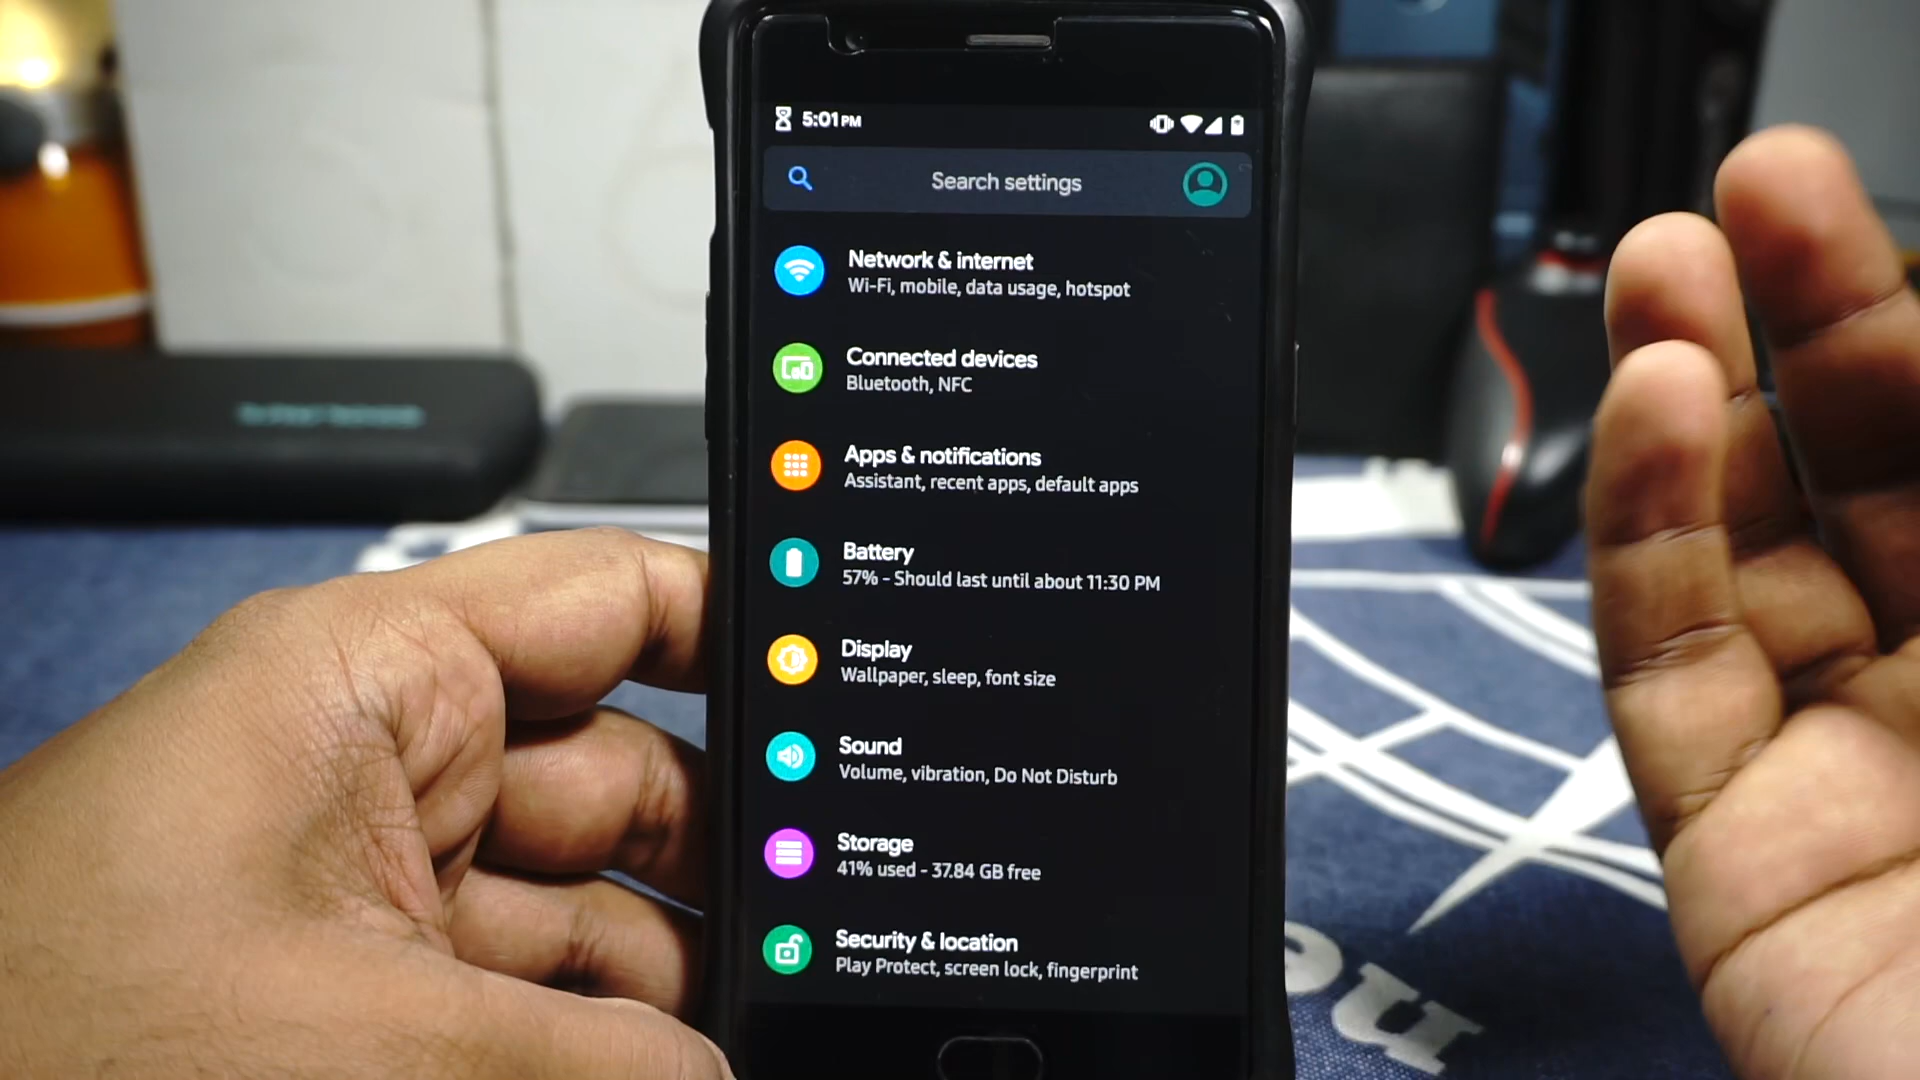 5:01 PM
Search settings
Network & internet
Wi-Fi, mobile, data usage, hotspot
Connected devices
Bluetooth, NFC
Apps & notifications
Assistant, recent apps, default apps
Battery
57% - Should last until about 11:30 PM
Display
Wallpaper, sleep, font size
Sound
Volume, vibration, Do Not Disturb
Storage
41% used - 37.84 GB free
Security & location
Play Protect, screen lock, fingerprint